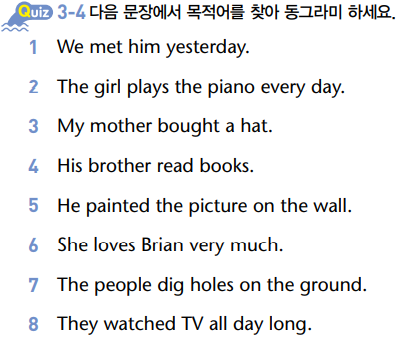 Quiz 3-4 다음 문장에서 목적어를 찾아 동그라미 하세요.
1 We met him yesterday.
2 The girl plays the piano every day.
3 My mother bought a hat.
4 His brother read books.
5 He painted the picture on the wall.
6 She loves Brian very much.
7 The people dig holes on the ground.
8 They watched TV all day long.